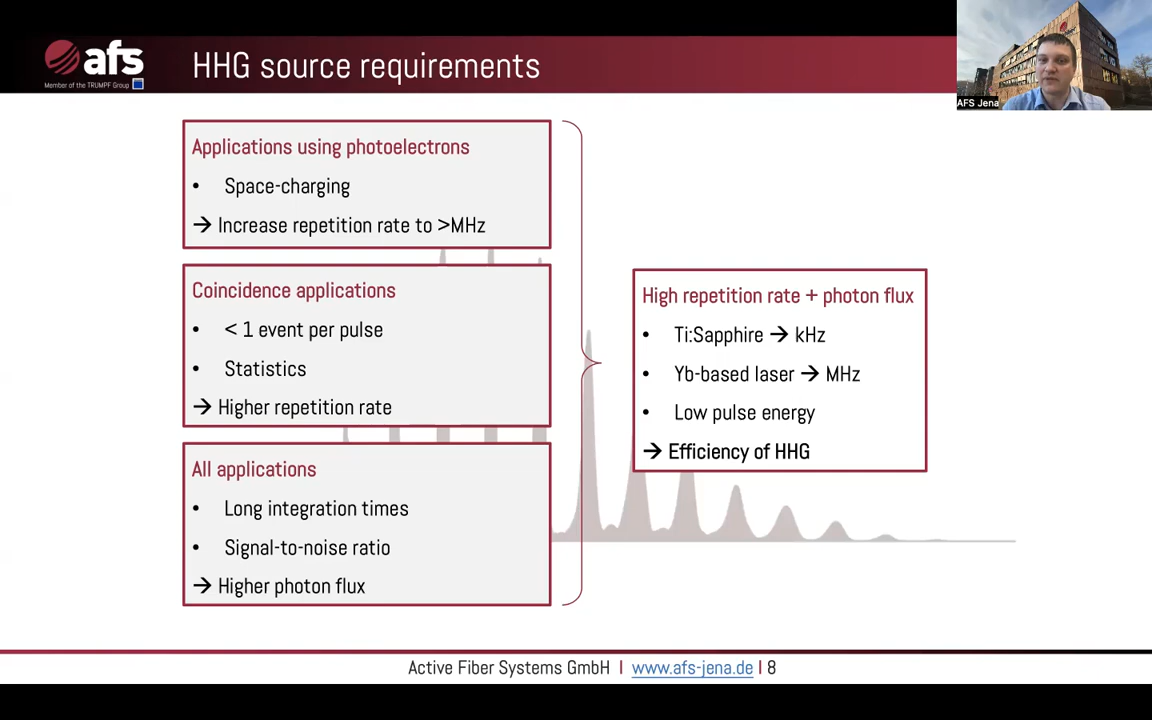 afs
Member of the TRUMPF Group
HHG source requirements
AFS Jena
Applications using photoelectrons
• Space-charging
→ Increase repetition rate to >MHz
Coincidence applications
• < 1 event per pulse
• Statistics
→ Higher repetition rate
All applications
• Long integration times
• Signal-to-noise ratio
→ Higher photon flux
High repetition rate + photon flux
• Ti:Sapphire → kHz
• Yb-based laser → MHz
• Low pulse energy
→ Efficiency of HHG
Active Fiber Systems GmbH | www.afs-jena.de | 8